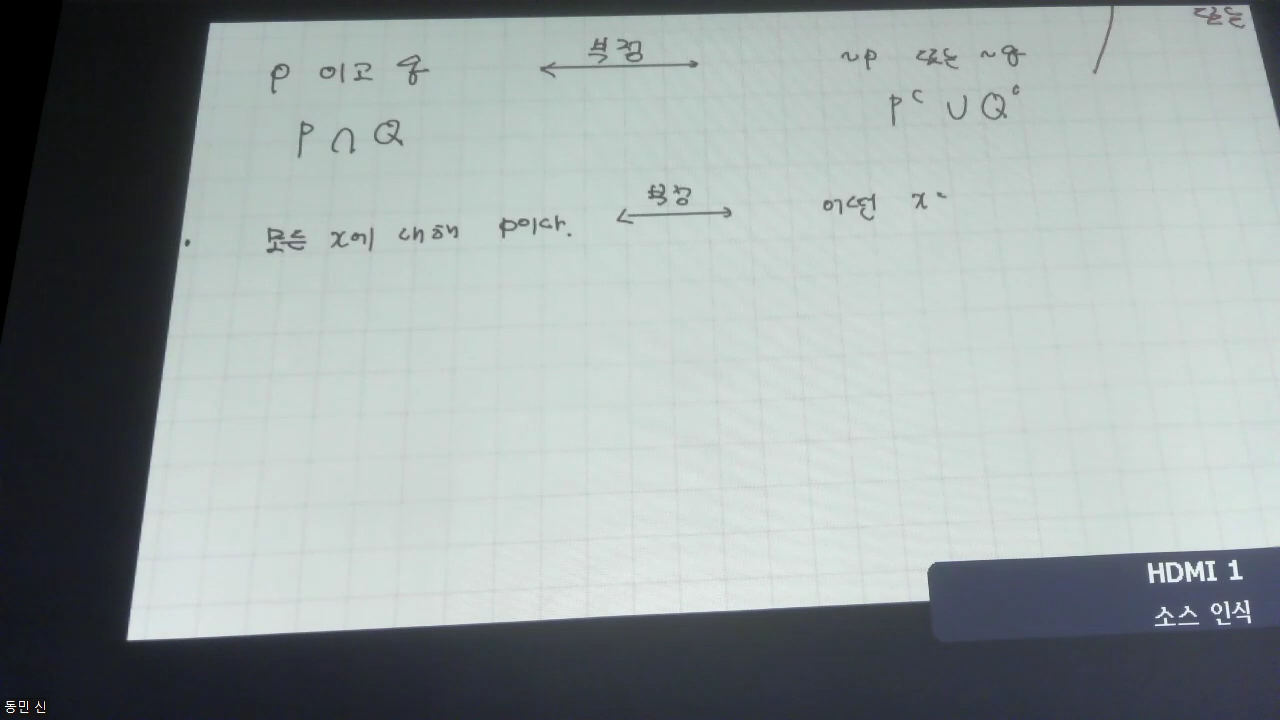 p 이고 q ⟷ 부정 ~p 또는 ~q
P ∩ Q P^c ∪ Q^c
• 모든 x에 대해 p이다. ⟷ 부정 어떤 x
HDMI 1
소스 인식
동민 신